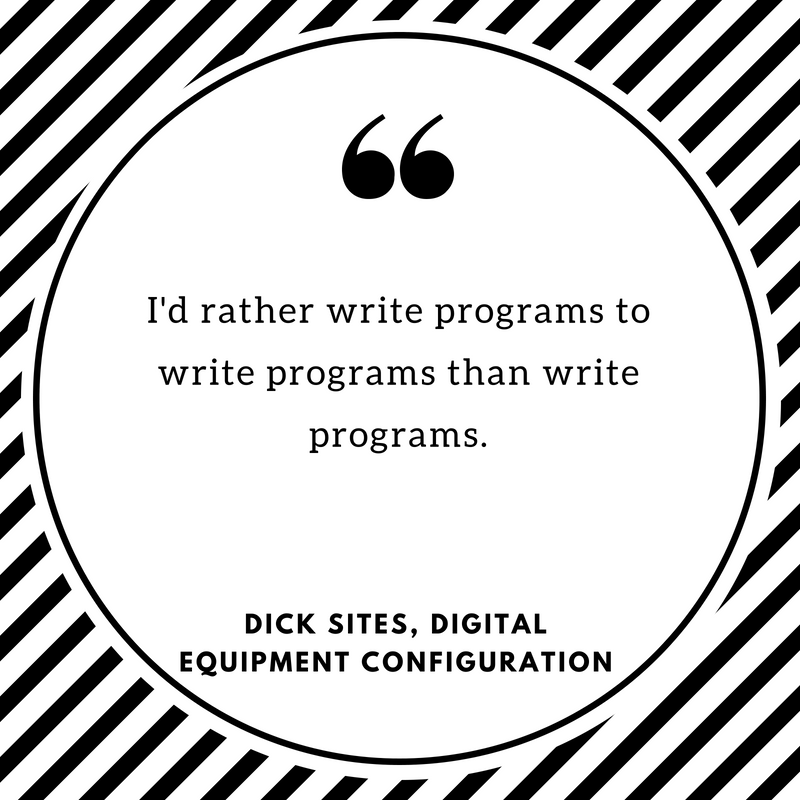 “
I'd rather write programs to
write programs than write
programs.
DICK SITES, DIGITAL
EQUIPMENT CONFIGURATION